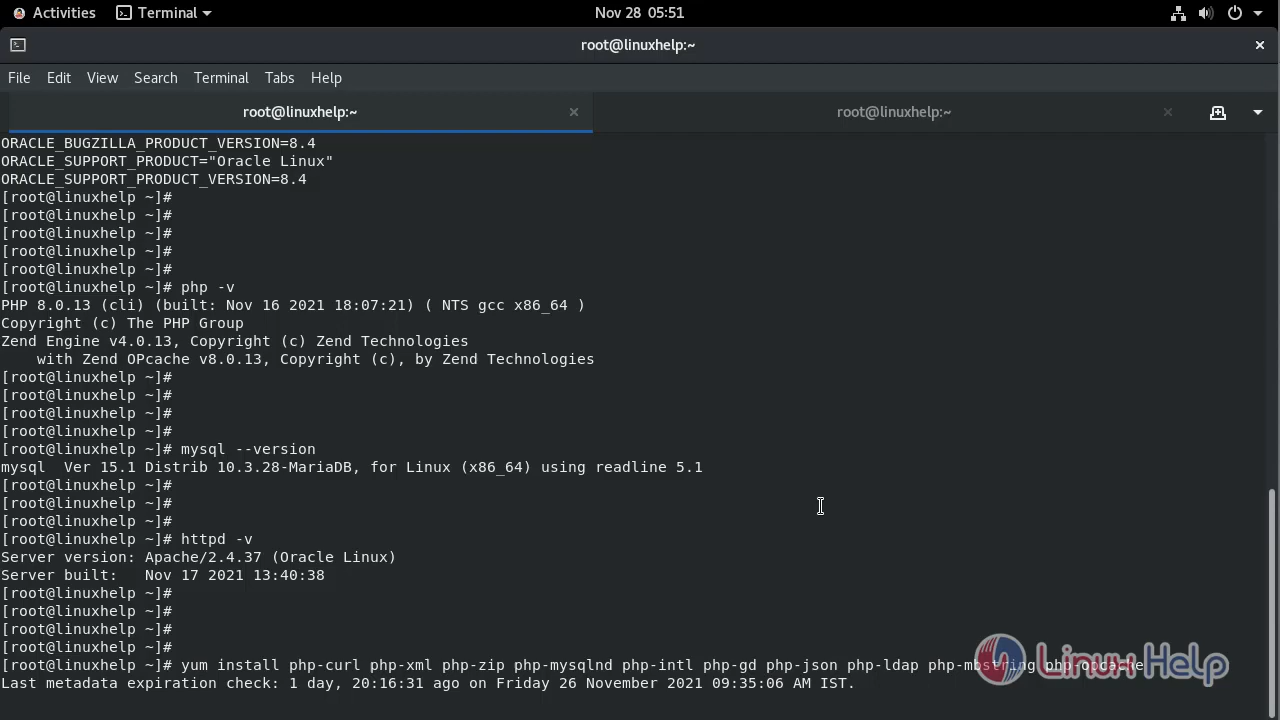 Activities Terminal Nov 28 05:51
root@linuxhelp:~
File Edit View Search Terminal Tabs Help
root@linuxhelp:~ root@linuxhelp:~
ORACLE_BUGZILLA_PRODUCT_VERSION=8.4
ORACLE_SUPPORT_PRODUCT="Oracle Linux"
ORACLE_SUPPORT_PRODUCT_VERSION=8.4
[root@linuxhelp ~]#
[root@linuxhelp ~]#
[root@linuxhelp ~]#
[root@linuxhelp ~]#
[root@linuxhelp ~]#
[root@linuxhelp ~]# php -v
PHP 8.0.13 (cli) (built: Nov 16 2021 18:07:21) ( NTS gcc x86_64 )
Copyright (c) The PHP Group
Zend Engine v4.0.13, Copyright (c) Zend Technologies
    with Zend OPcache v8.0.13, Copyright (c), by Zend Technologies
[root@linuxhelp ~]#
[root@linuxhelp ~]#
[root@linuxhelp ~]#
[root@linuxhelp ~]#
[root@linuxhelp ~]# mysql --version
mysql  Ver 15.1 Distrib 10.3.28-MariaDB, for Linux (x86_64) using readline 5.1
[root@linuxhelp ~]#
[root@linuxhelp ~]#
[root@linuxhelp ~]#
[root@linuxhelp ~]# httpd -v
Server version: Apache/2.4.37 (Oracle Linux)
Server built:   Nov 17 2021 13:40:38
[root@linuxhelp ~]#
[root@linuxhelp ~]#
[root@linuxhelp ~]#
[root@linuxhelp ~]#
[root@linuxhelp ~]# yum install php-curl php-xml php-zip php-mysqlnd php-intl php-gd php-json php-ldap php-mbstring php-opcache
Last metadata expiration check: 1 day, 20:16:31 ago on Friday 26 November 2021 09:35:06 AM IST.
Linux Help